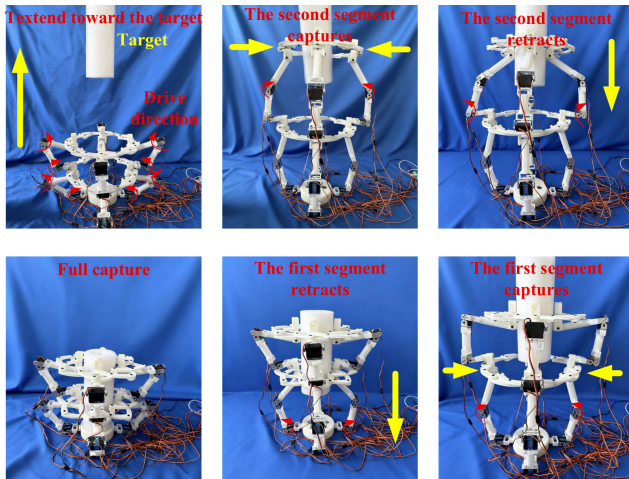 Textend toward the target
Target
Drive
direction
The second segment
captures
The second segment
retracts
Full capture
The first segment
retracts
The first segment
captures